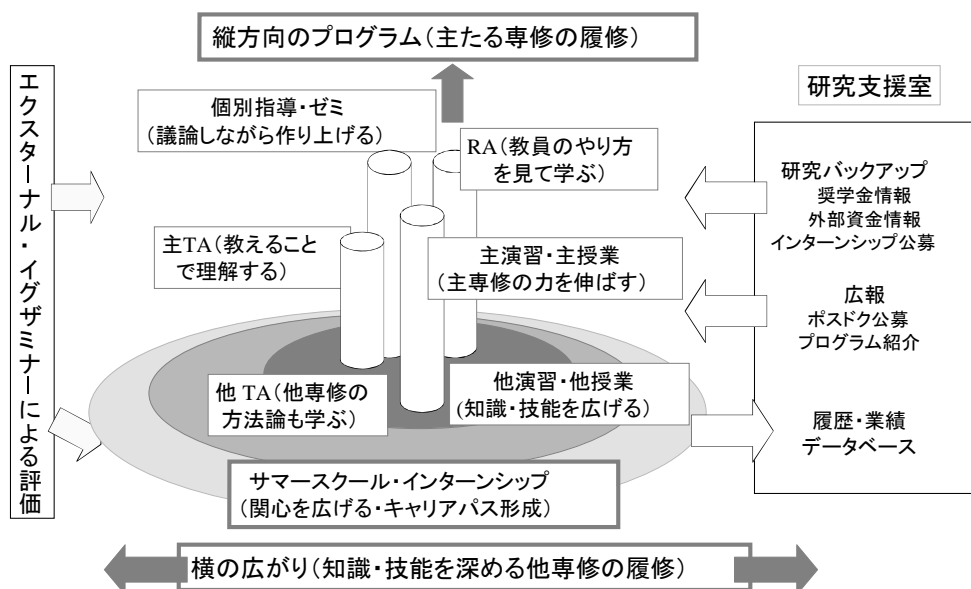 縦方向のプログラム(主たる専修の履修)
エクスターナル・イグザミナーによる評価
個別指導・ゼミ
(議論しながら作り上げる)
RA(教員のやり方
を見て学ぶ)
主TA(教えること
で理解する)
主演習・主授業
(主専修の力を伸ばす)
他 TA(他専修の
方法論も学ぶ)
他演習・他授業
(知識・技能を広げる)
サマースクール・インターンシップ
(関心を広げる・キャリアパス形成)
横の広がり(知識・技能を深める他専修の履修)
研究支援室
研究バックアップ
奨学金情報
外部資金情報
インターンシップ公募
広報
ポスドク公募
プログラム紹介
履歴・業績
データベース